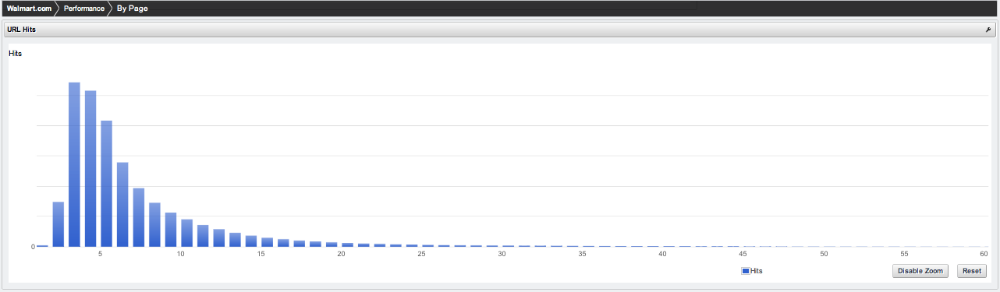 Walmart.com Performance By Page
URL Hits
Hits
0
5 10 15 20 25 30 35 40 45 50 55 60
Hits Disable Zoom Reset